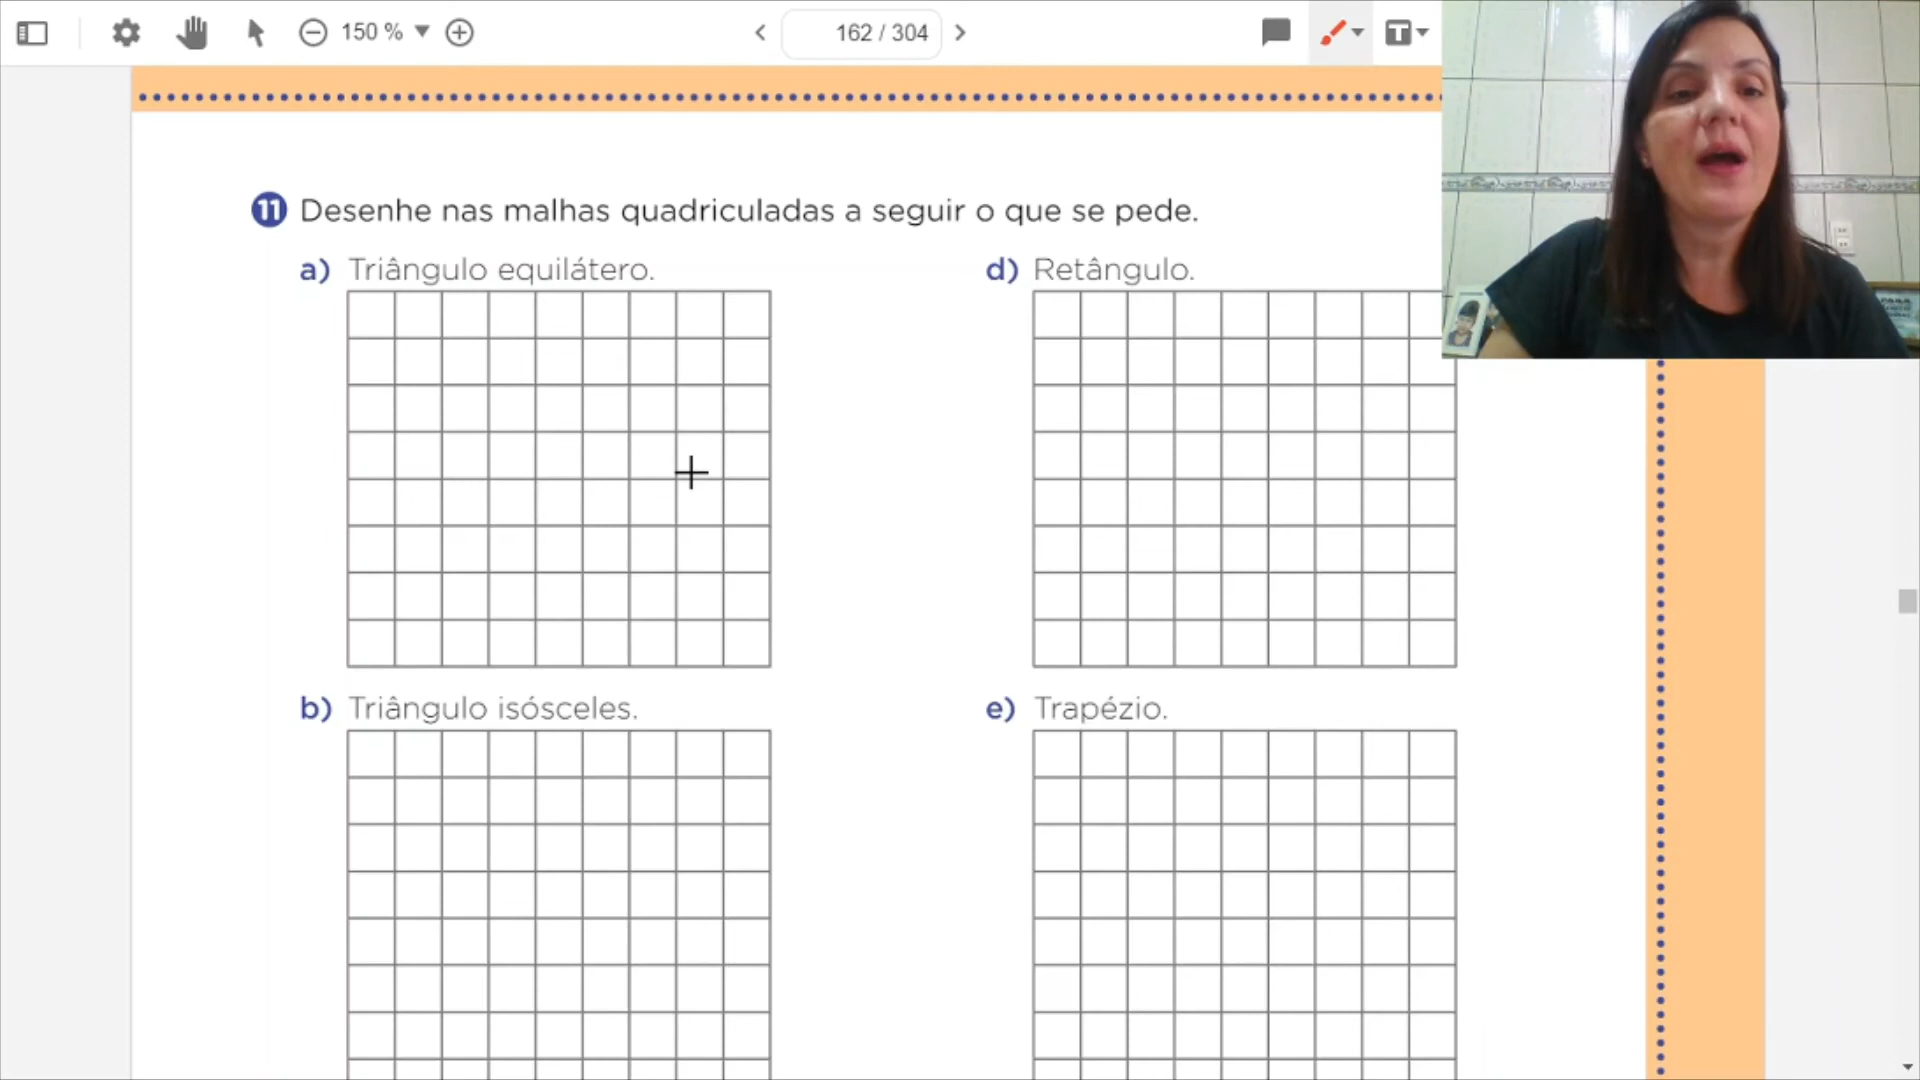 150 %
162 / 304
T
11 Desenhe nas malhas quadriculadas a seguir o que se pede.
a) Triângulo equilátero.
d) Retângulo.
b) Triângulo isósceles.
e) Trapézio.